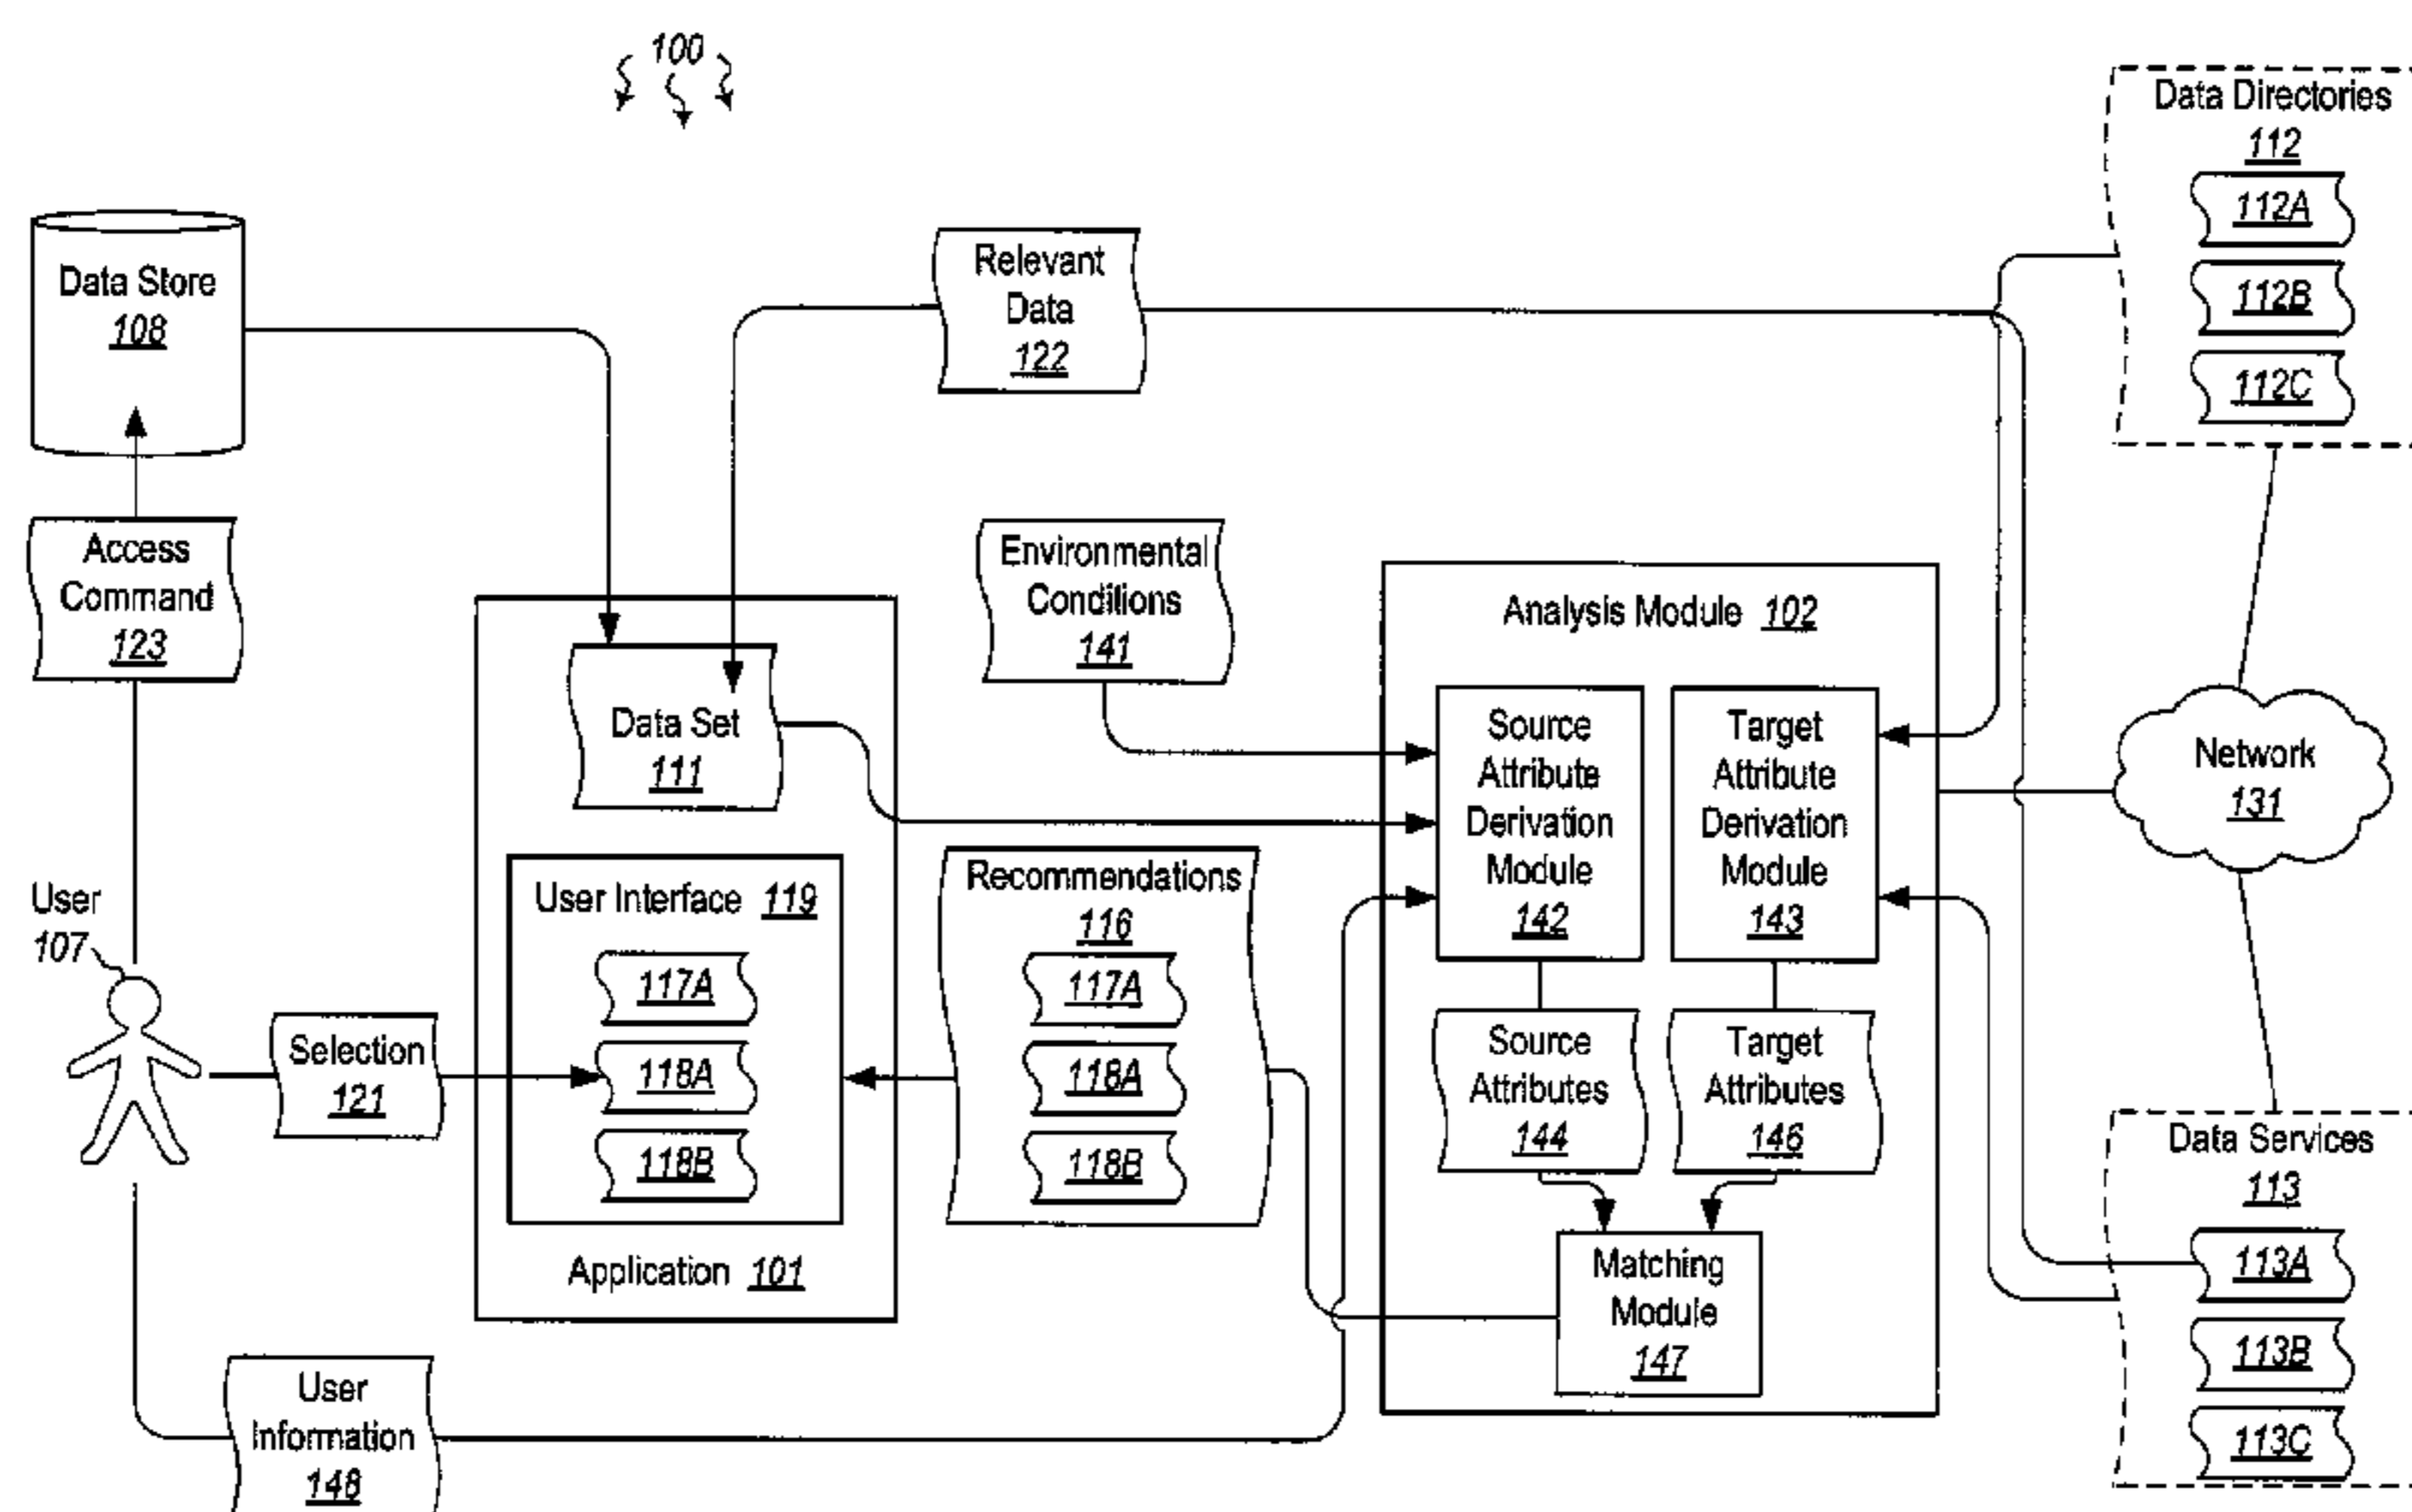 100
Data Directories
112
112A
112B
112C
Data Store
108
Relevant
Data
122
Access
Command
123
Environmental
Conditions
141
Analysis Module 102
Data Set
111
Source
Attribute
Derivation
Module
142
Target
Attribute
Derivation
Module
143
Network
131
User
107
User Interface 119
117A
118A
118B
Recommendations
116
117A
118A
118B
Selection
121
Source
Attributes
144
Target
Attributes
146
Data Services
113
113A
113B
113C
Application 101
Matching
Module
147
User
Information
148